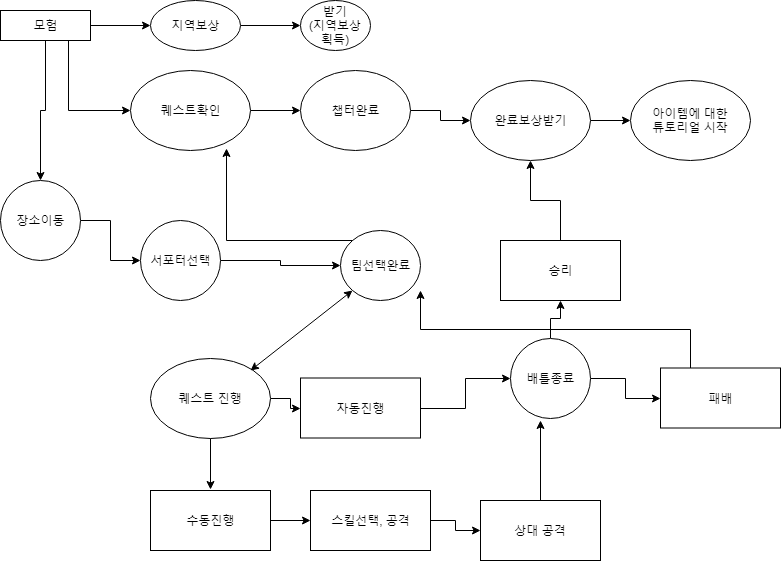 모험
지역보상
받기
(지역보상
획득)
퀘스트확인
챕터완료
완료보상받기
아이템에 대한
튜토리얼 시작
장소이동
서포터선택
팀선택완료
승리
퀘스트 진행
자동진행
배틀종료
패배
수동진행
스킬선택, 공격
상대 공격